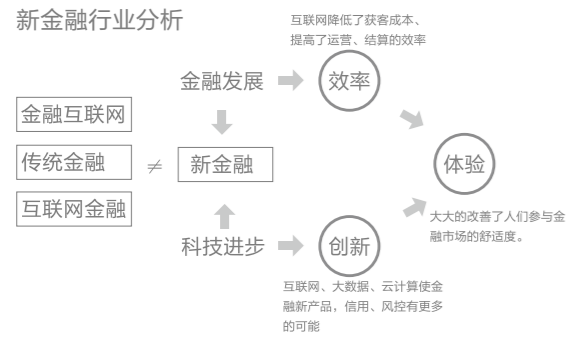 新金融行业分析
互联网降低了获客成本、
提高了运营、结算的效率
金融发展
效率
金融互联网
传统金融
互联网金融
≠
新金融
体验
大大的改善了人们参与金
融市场的舒适度。
科技进步
创新
互联网、大数据、云计算使金
融新产品，信用、风控有更多
的可能